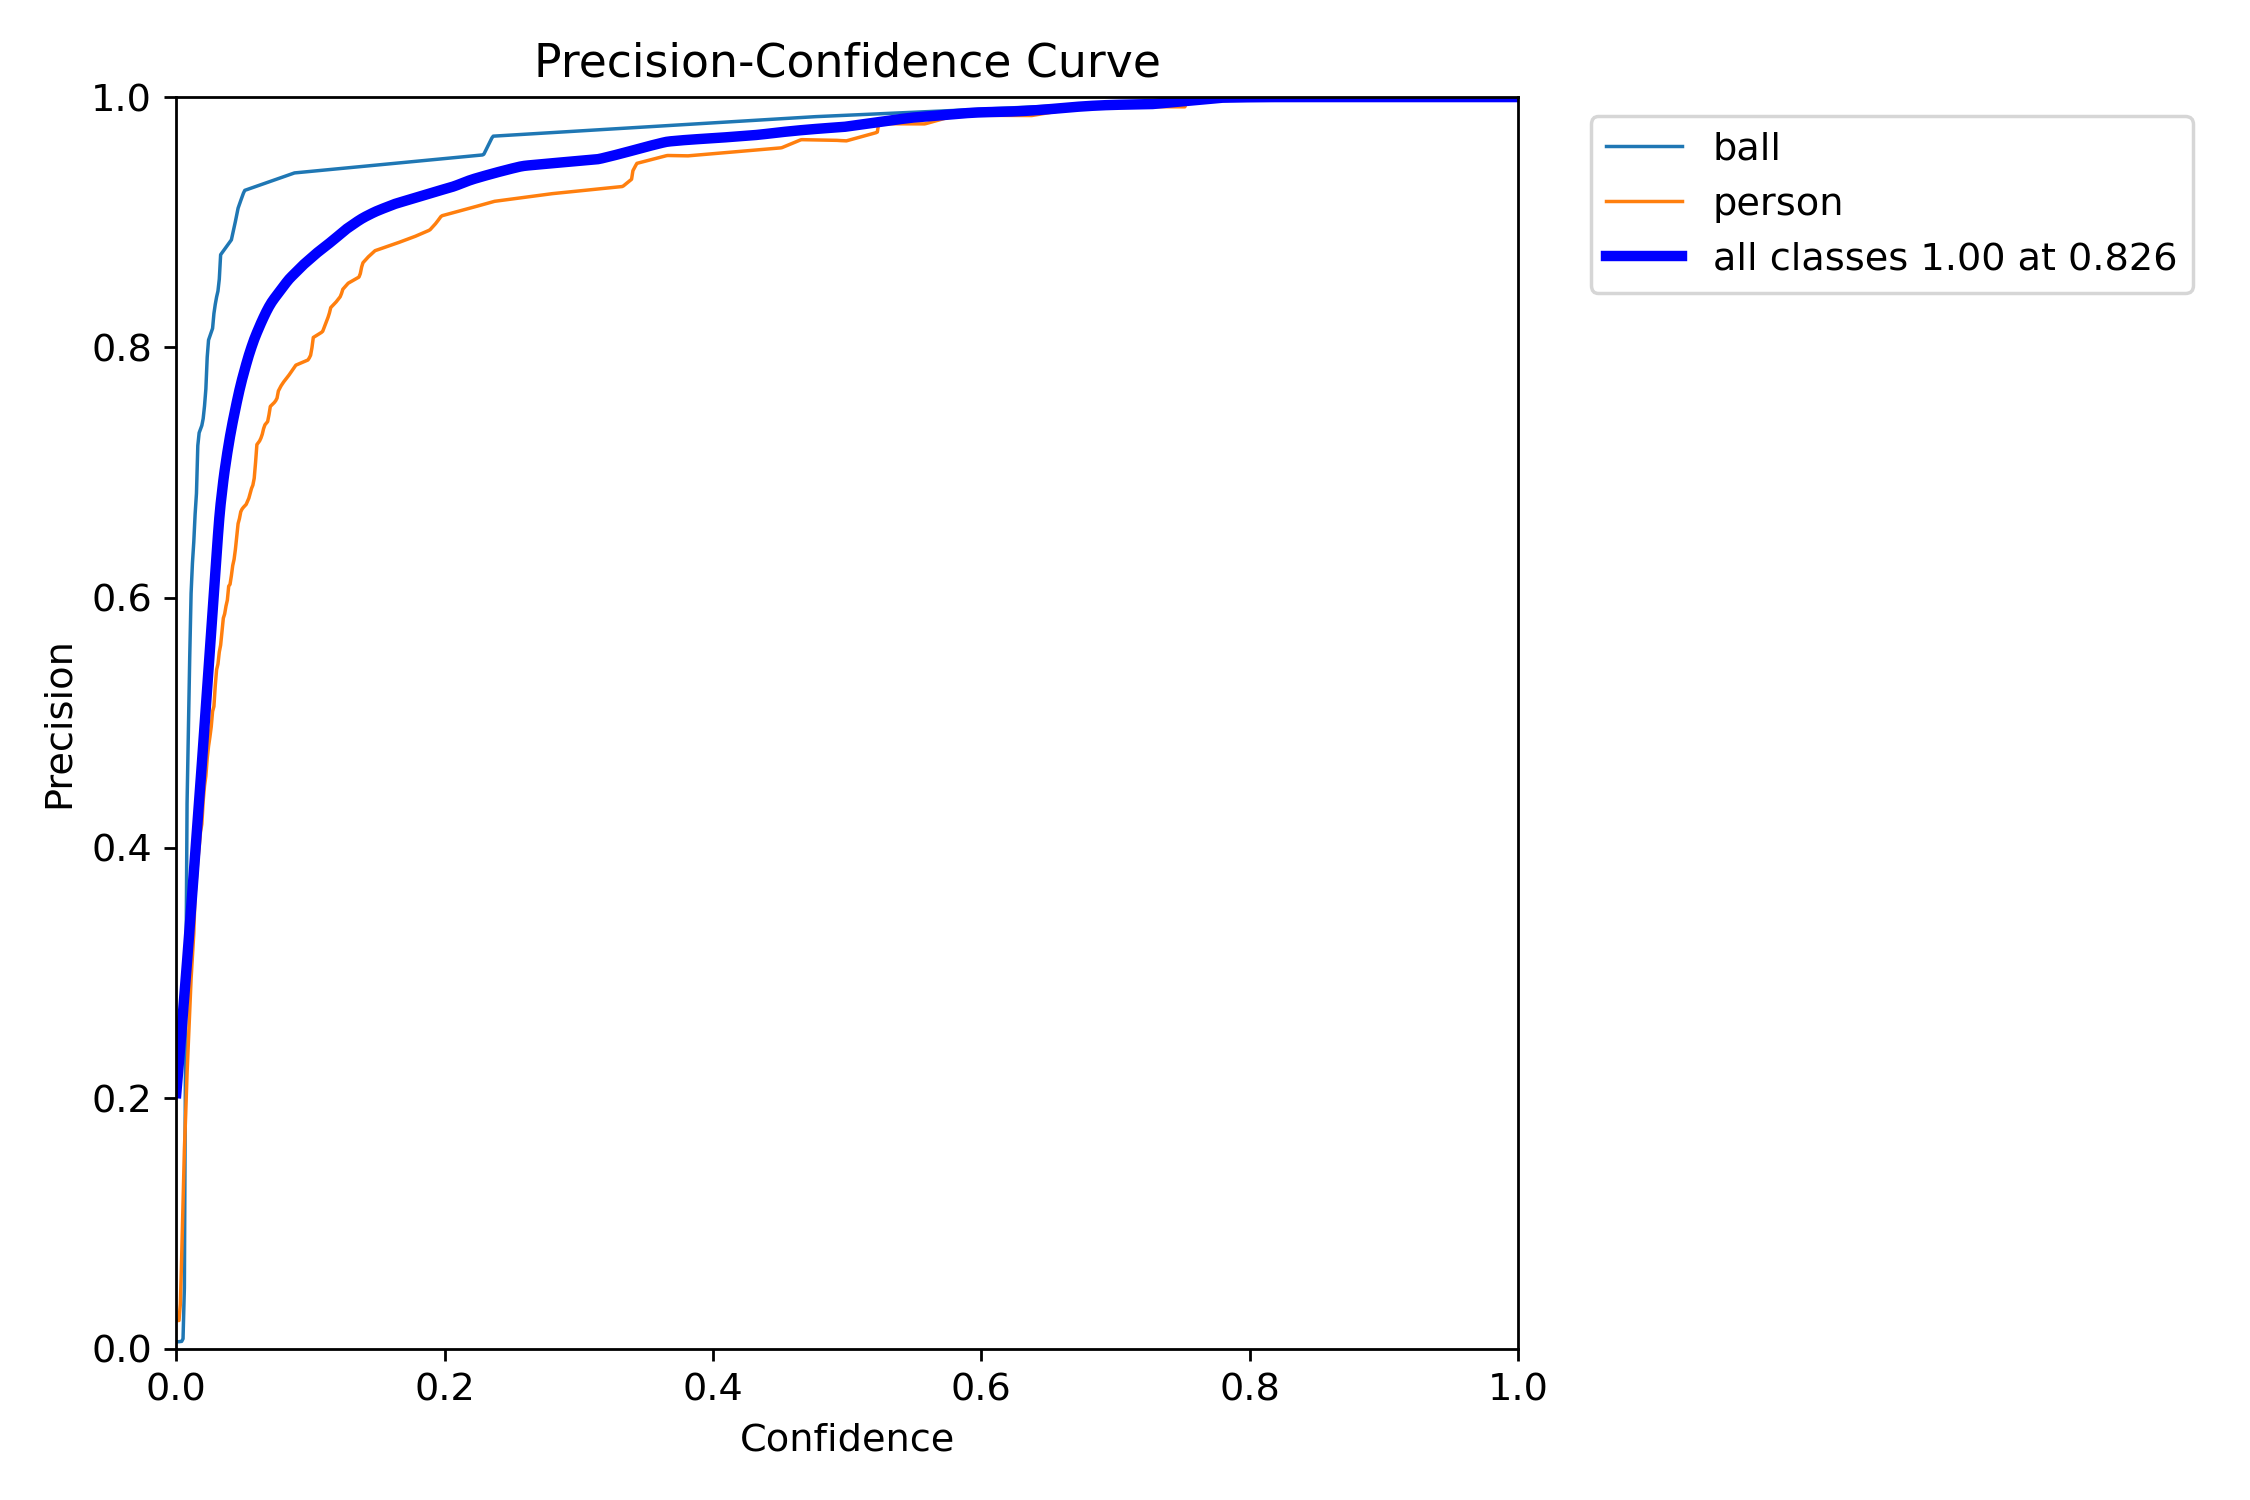 Precision-Confidence Curve
1.0
0.8
0.6
0.4
0.2
0.0
Precision
0.0 0.2 0.4 0.6 0.8 1.0
Confidence
ball
person
all classes 1.00 at 0.826